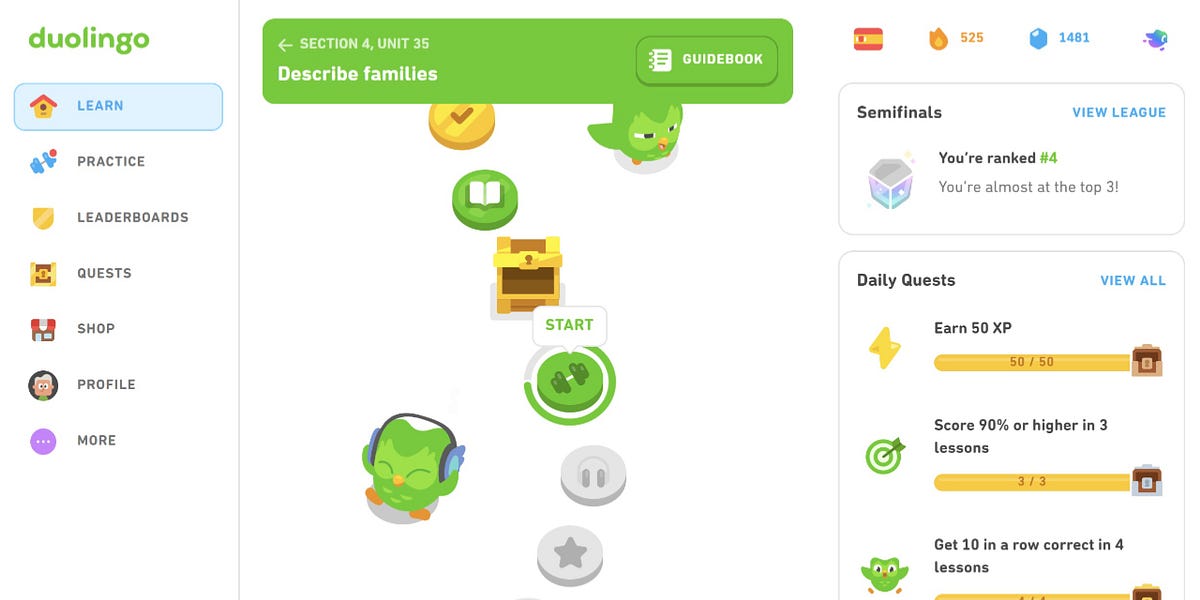 duolingo
LEARN
PRACTICE
LEADERBOARDS
QUESTS
SHOP
PROFILE
MORE
SECTION 4, UNIT 35
Describe families
GUIDEBOOK
START
525
1481
Semifinals
VIEW LEAGUE
You're ranked #4
You're almost at the top 3!
Daily Quests
VIEW ALL
Earn 50 XP
50 / 50
Score 90% or higher in 3
lessons
3 / 3
Get 10 in a row correct in 4
lessons